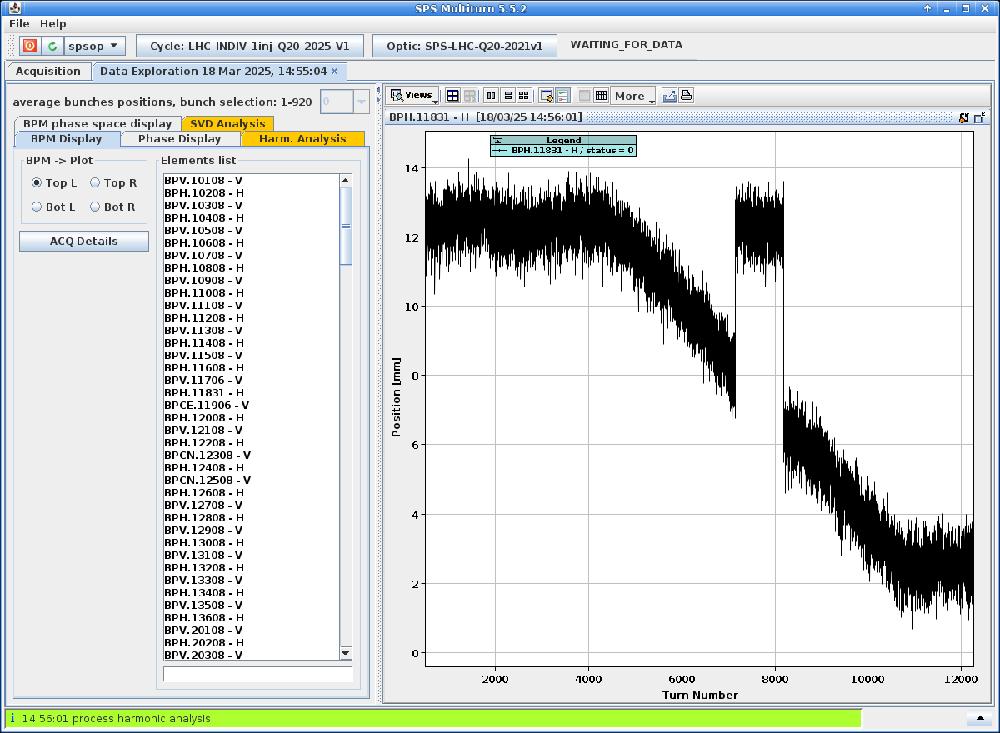 SPS Multiturn 5.5.2
File Help
spsop Cycle: LHC_INDIV_1inj_Q20_2025_V1 Optic: SPS-LHC-Q20-2021v1 WAITING_FOR_DATA
Acquisition Data Exploration 18 Mar 2025, 14:55:04 ×
average bunches positions, bunch selection: 1-920 0
BPM phase space display SVD Analysis
BPM Display Phase Display Harm. Analysis
BPM -> Plot
Top L Top R
Bot L Bot R
ACQ Details
Elements list
BPV.10108 - V
BPH.10208 - H
BPV.10308 - V
BPH.10408 - H
BPV.10508 - V
BPH.10608 - H
BPV.10708 - V
BPH.10808 - H
BPV.10908 - V
BPH.11008 - H
BPV.11108 - V
BPH.11208 - H
BPV.11308 - V
BPH.11408 - H
BPV.11508 - V
BPH.11608 - H
BPV.11706 - V
BPH.11831 - H
BPCE.11906 - V
BPH.12008 - H
BPV.12108 - V
BPH.12208 - H
BPCN.12308 - V
BPH.12408 - H
BPCN.12508 - V
BPH.12608 - H
BPV.12708 - V
BPH.12808 - H
BPV.12908 - V
BPH.13008 - H
BPV.13108 - V
BPH.13208 - H
BPV.13308 - V
BPH.13408 - H
BPV.13508 - V
BPH.13608 - H
BPV.20108 - V
BPH.20208 - H
BPV.20308 - V
Views More
BPH.11831 - H [18/03/25 14:56:01]
Legend
BPH.11831 - H / status = 0
Position [mm]
14
12
10
8
6
4
2
0
2000 4000 6000 8000 10000 12000
Turn Number
i 14:56:01 process harmonic analysis